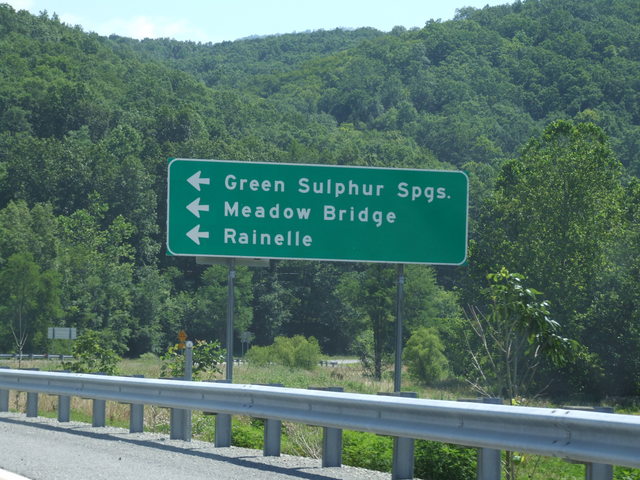 Green Sulphur Spgs.
Meadow Bridge
Rainelle